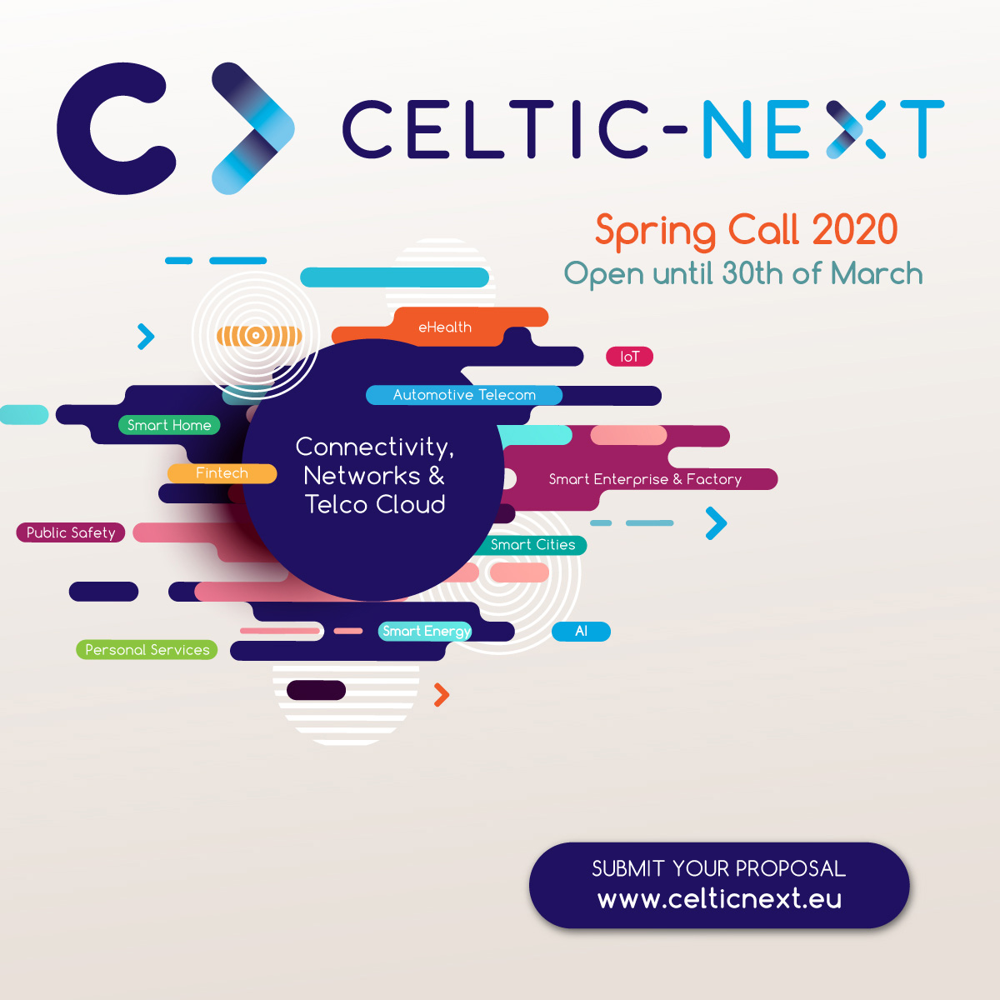 CELTIC-NEXT
Spring Call 2020
Open until 30th of March
eHealth
IoT
Automotive Telecom
Smart Home
Connectivity,
Networks &
Telco Cloud
Fintech
Smart Enterprise & Factory
Public Safety
Smart Cities
Smart Energy
AI
Personal Services
SUBMIT YOUR PROPOSAL
www.celticnext.eu